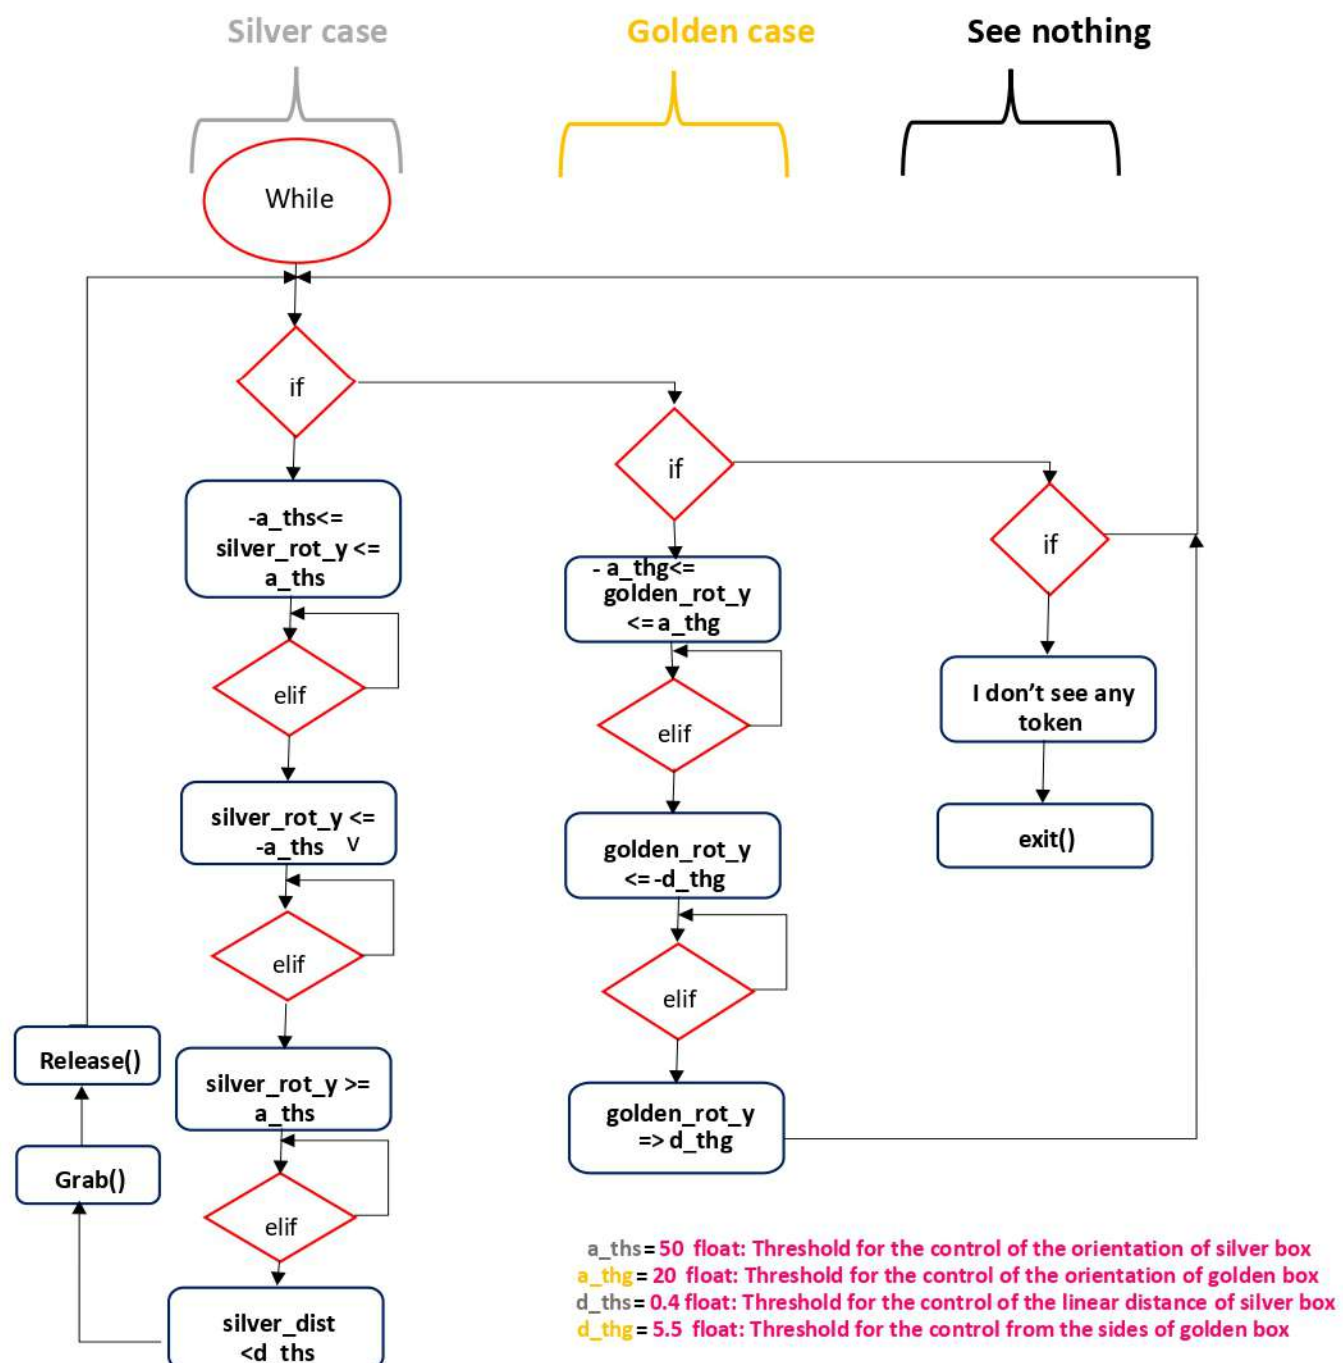 Silver case
Golden case
See nothing
While
if
-a_ths<=
silver_rot_y <=
a_ths
elif
silver_rot_y <=
-a_ths v
elif
silver_rot_y >=
a_ths
elif
silver_dist
<d_ths
Grab()
Release()
if
- a_thg<=
golden_rot_y
<= a_thg
elif
golden_rot_y
<= -d_thg
elif
golden_rot_y
=> d_thg
if
I don’t see any
token
exit()
a_ths= 50 float: Threshold for the control of the orientation of silver box
a_thg= 20 float: Threshold for the control of the orientation of golden box
d_ths= 0.4 float: Threshold for the control of the linear distance of silver box
d_thg= 5.5 float: Threshold for the control from the sides of golden box